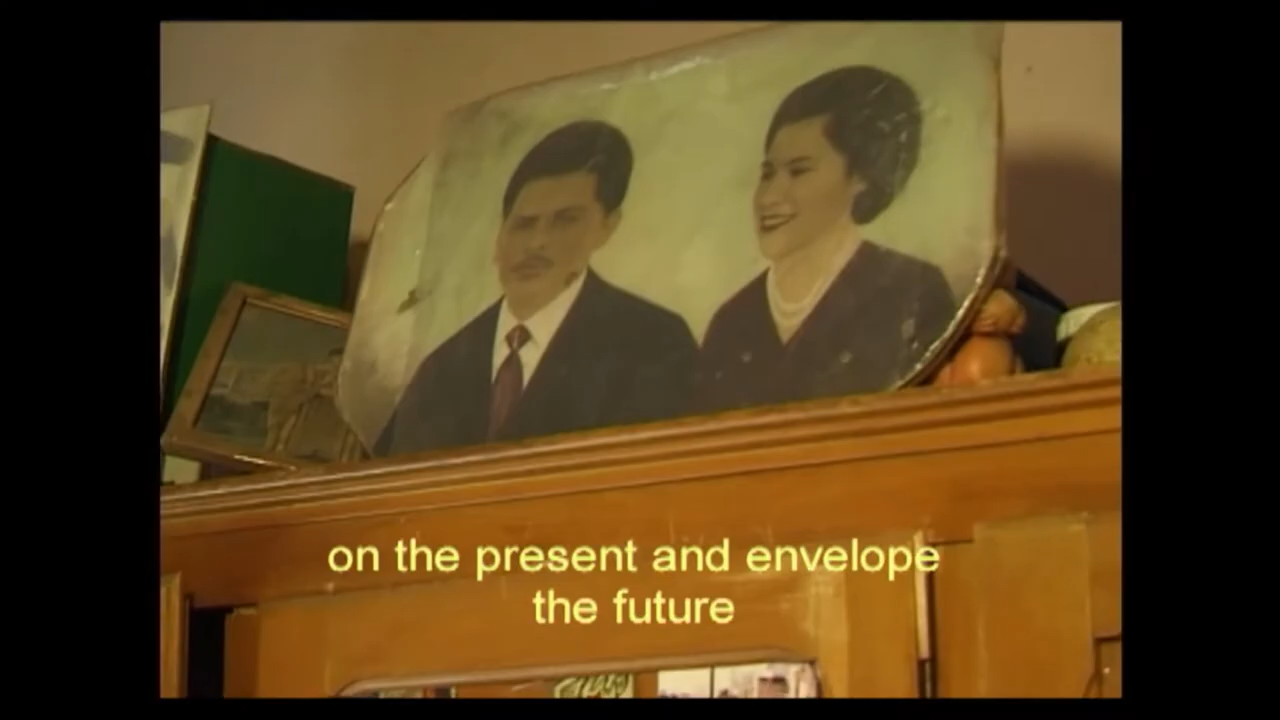 on the present and envelope
the future